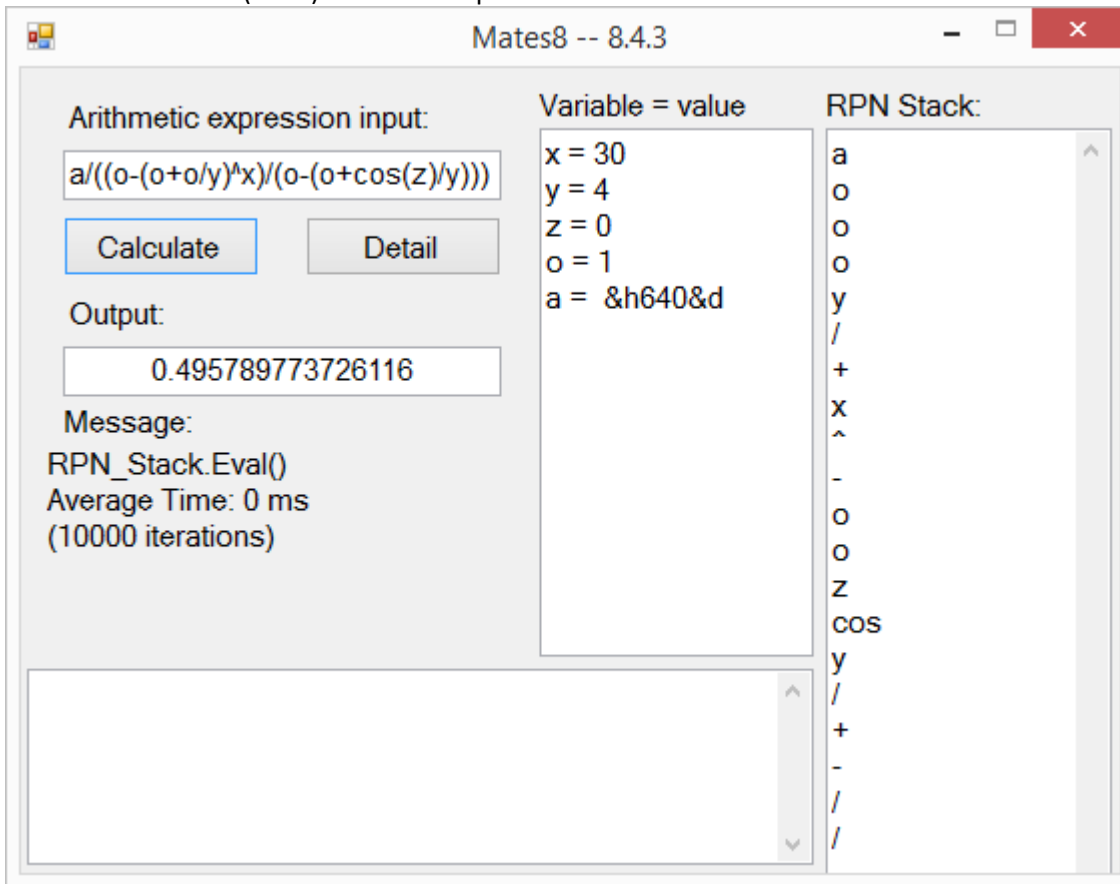 Mates8 -- 8.4.3
Arithmetic expression input:
a/((o-(o+o/y)^x)/(o-(o+cos(z)/y)))
Calculate
Detail
Output:
0.495789773726116
Message:
RPN_Stack.Eval()
Average Time: 0 ms
(10000 iterations)
Variable = value
x = 30
y = 4
z = 0
o = 1
a =  &h640&d
RPN Stack:
a
o
o
o
y
/
+
x
^
-
o
o
z
cos
y
/
+
-
/
/